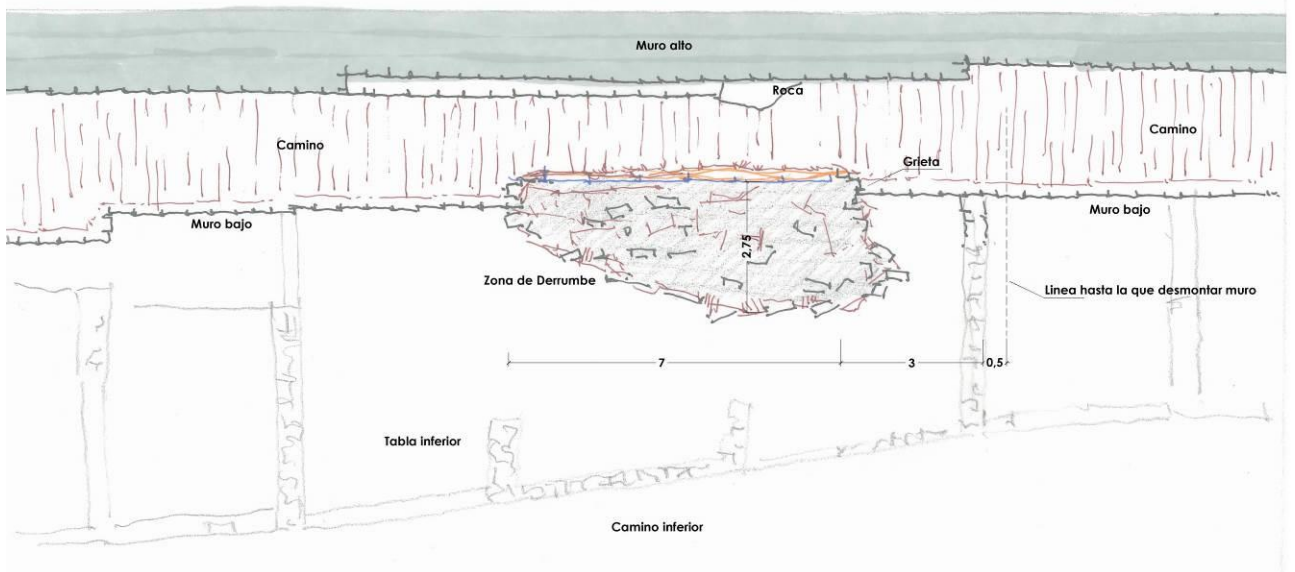 Muro alto
Roca
Camino
Camino
Grieta
Muro bajo
Muro bajo
2,75
Zona de Derrumbe
Linea hasta la que desmontar muro
7
3
0,5
Tabla inferior
Camino inferior